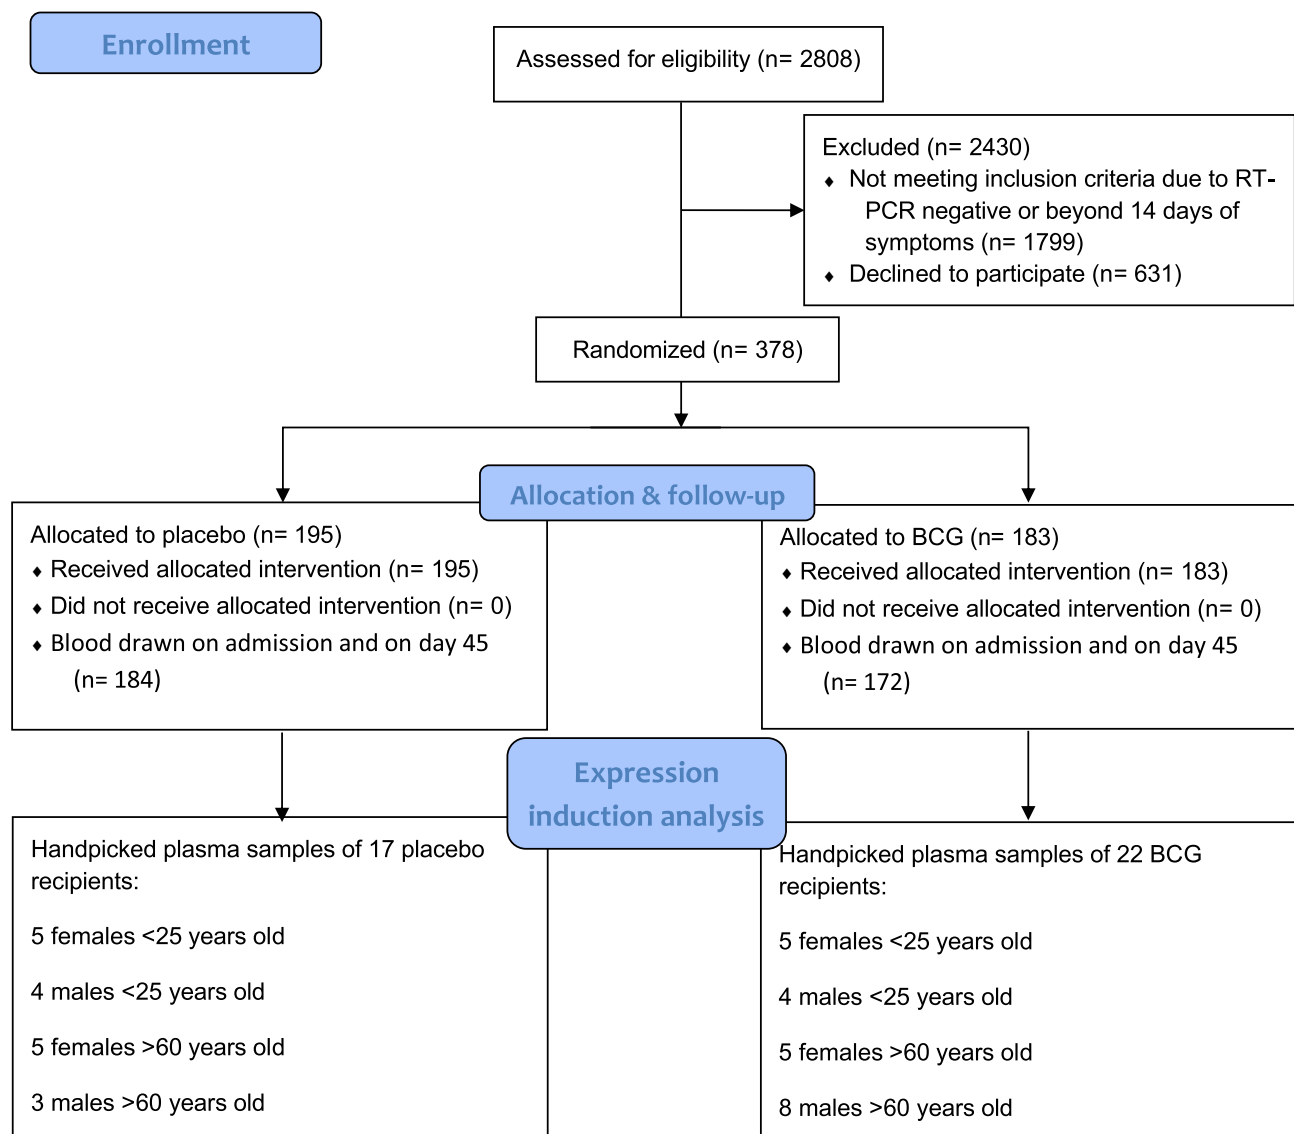 Enrollment
Assessed for eligibility (n= 2808)
Excluded (n= 2430)
♦ Not meeting inclusion criteria due to RT-
PCR negative or beyond 14 days of
symptoms (n= 1799)
♦ Declined to participate (n= 631)
Randomized (n= 378)
Allocation & follow-up
Allocated to placebo (n= 195)
♦ Received allocated intervention (n= 195)
♦ Did not receive allocated intervention (n= 0)
♦ Blood drawn on admission and on day 45
(n= 184)
Allocated to BCG (n= 183)
♦ Received allocated intervention (n= 183)
♦ Did not receive allocated intervention (n= 0)
♦ Blood drawn on admission and on day 45
(n= 172)
Expression
induction analysis
Handpicked plasma samples of 17 placebo
recipients:
5 females <25 years old
4 males <25 years old
5 females >60 years old
3 males >60 years old
Handpicked plasma samples of 22 BCG
recipients:
5 females <25 years old
4 males <25 years old
5 females >60 years old
8 males >60 years old